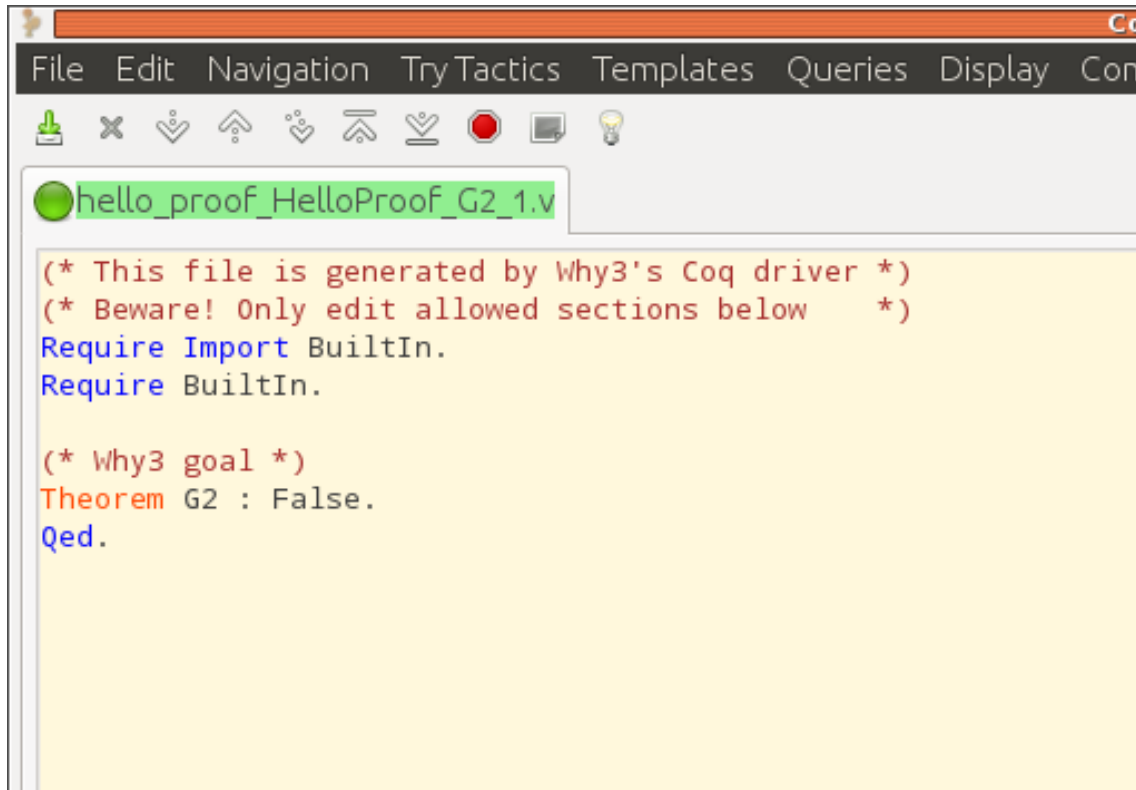 File Edit Navigation Try Tactics Templates Queries Display
hello_proof_HelloProof_G2_1.v
(* This file is generated by Why3's Coq driver *)
(* Beware! Only edit allowed sections below    *)
Require Import BuiltIn.
Require BuiltIn.
(* Why3 goal *)
Theorem G2 : False.
Qed.